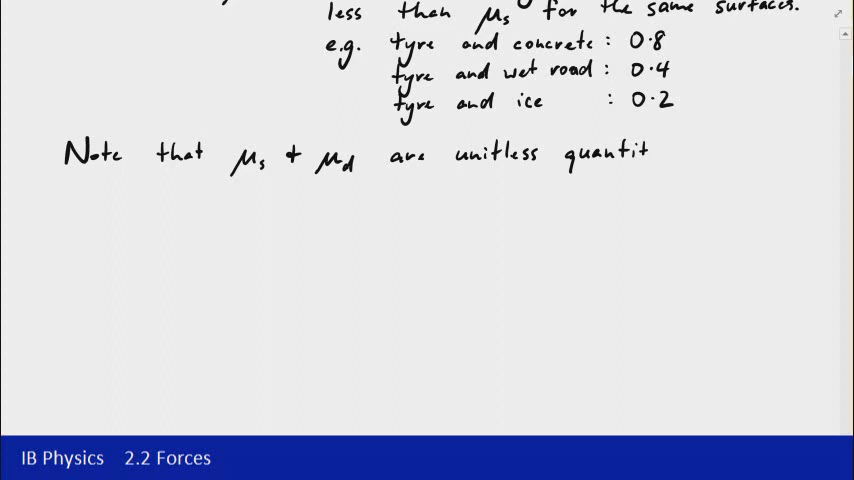 less than μs for the same surfaces.
e.g. tyre and concrete : 0.8
tyre and wet road : 0.4
tyre and ice : 0.2
Note that μs + μd are unitless quantit
IB Physics 2.2 Forces